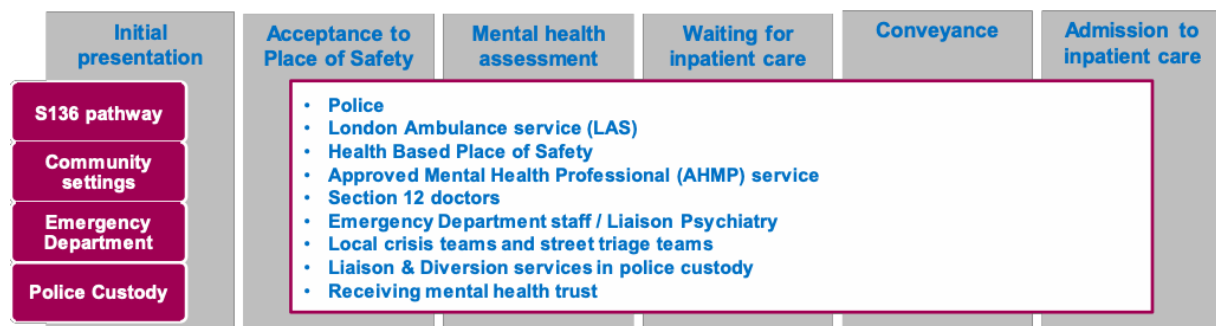 Initial
presentation
Acceptance to
Place of Safety
Mental health
assessment
Waiting for
inpatient care
Conveyance
Admission to
inpatient care
S136 pathway
Community
settings
Emergency
Department
Police Custody
• Police
• London Ambulance service (LAS)
• Health Based Place of Safety
• Approved Mental Health Professional (AHMP) service
• Section 12 doctors
• Emergency Department staff / Liaison Psychiatry
• Local crisis teams and street triage teams
• Liaison & Diversion services in police custody
• Receiving mental health trust